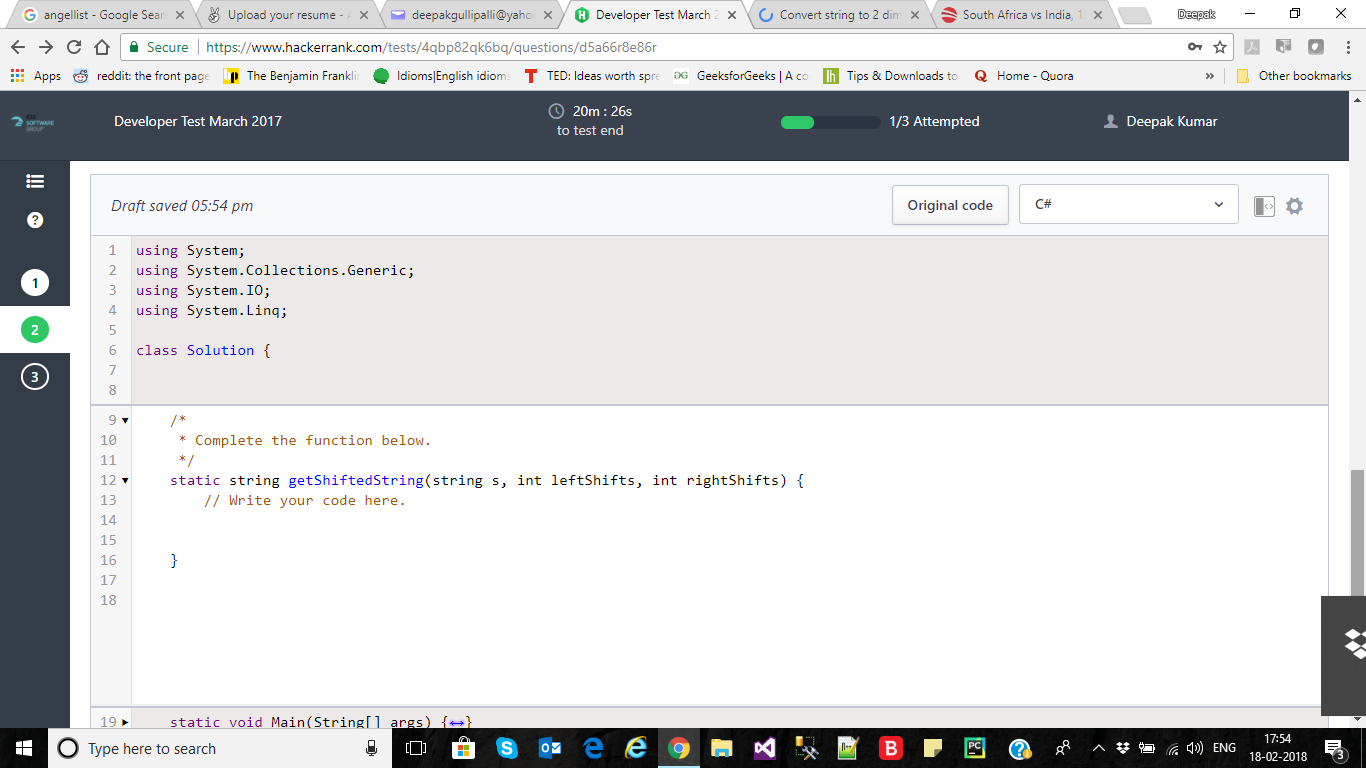 angellist - Google Sear
Upload your resume - A
deepakgullipalli@yaho
Developer Test March 2
Convert string to 2 dim
South Africa vs India, 1
Deepak
Secure
https://www.hackerrank.com/tests/4qbp82qk6bq/questions/d5a66r8e86r
Apps
reddit: the front page
The Benjamin Frankli
Idioms|English idioms
TED: Ideas worth spre
GeeksforGeeks | A co
Tips & Downloads to
Home - Quora
»
Other bookmarks
SOFTWARE
GROUP
Developer Test March 2017
20m : 26s
to test end
1/3 Attempted
Deepak Kumar
?
1
2
3
Draft saved 05:54 pm
Original code
C#
1 using System;
2 using System.Collections.Generic;
3 using System.IO;
4 using System.Linq;
5
6 class Solution {
7
8
9 /*
10 * Complete the function below.
11 */
12 static string getShiftedString(string s, int leftShifts, int rightShifts) {
13 // Write your code here.
14
15
16 }
17
18
19 static void Main(String[] args) {↔}
Type here to search
ENG
17:54
18-02-2018
3